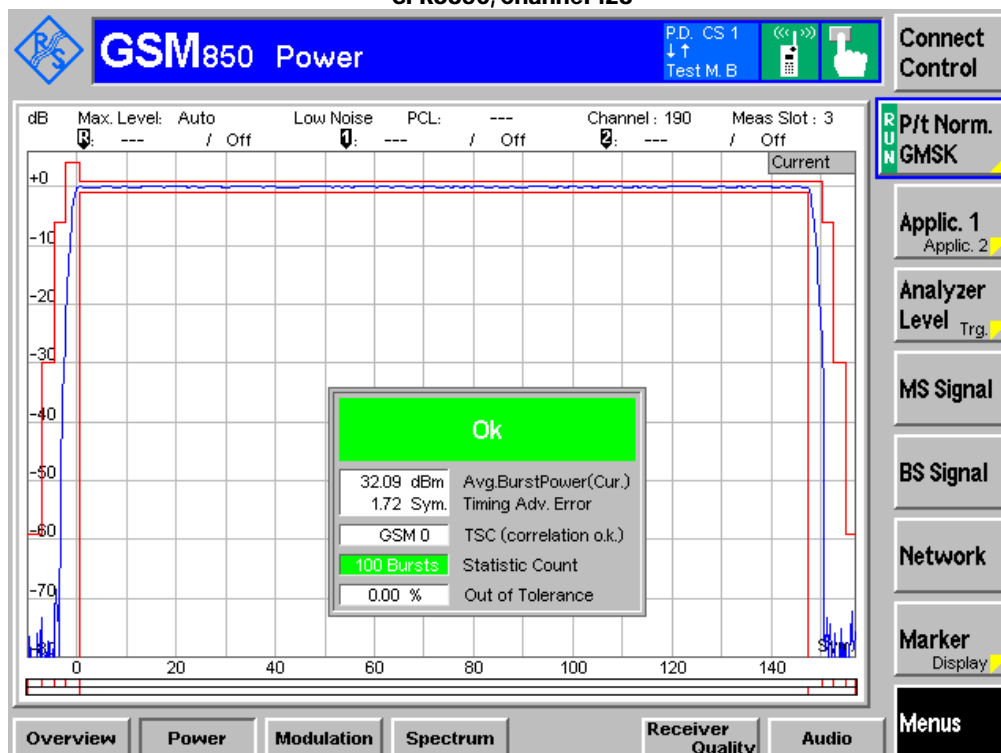 R/S
GSM850 Power
P.D. CS 1
Test M. B
Connect Control
dB Max. Level: Auto Low Noise PCL: --- Channel : 190 Meas Slot : 3
--- / Off 1: --- / Off 2: --- / Off
Current
RUN
P/t Norm. GMSK
Applic. 1
Applic. 2
Analyzer Level Trg.
MS Signal
BS Signal
Network
Marker
Display
Menus
+0
-10
-20
-30
-40
-50
-60
-70
-80
Ok
32.09 dBm Avg.BurstPower(Cur.)
1.72 Sym. Timing Adv. Error
GSM 0 TSC (correlation o.k.)
100 Bursts Statistic Count
0.00 % Out of Tolerance
0 20 40 60 80 100 120 140
Overview Power Modulation Spectrum Receiver Quality Audio